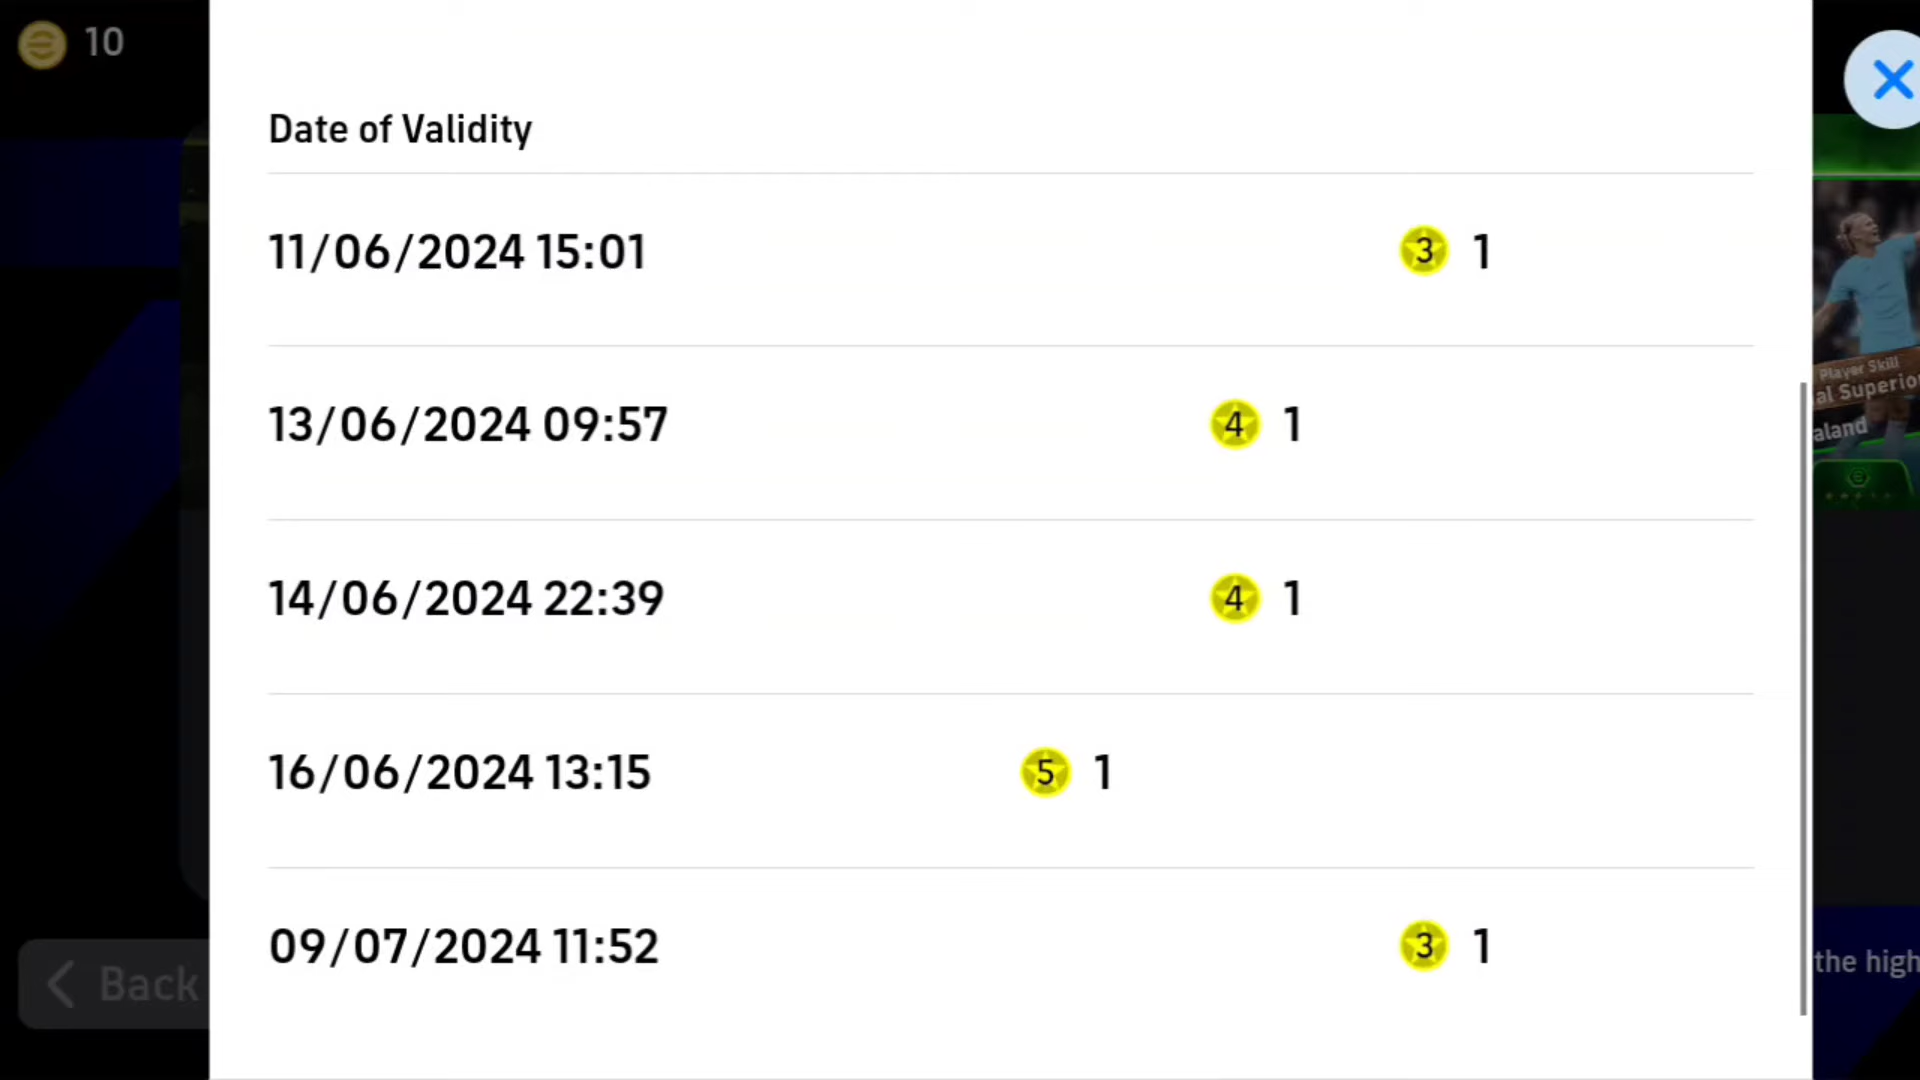 10
Date of Validity
11/06/2024 15:01 3 1
13/06/2024 09:57 4 1
14/06/2024 22:39 4 1
16/06/2024 13:15 5 1
09/07/2024 11:52 3 1
Player Skill
al Superio
aland
Back
the high